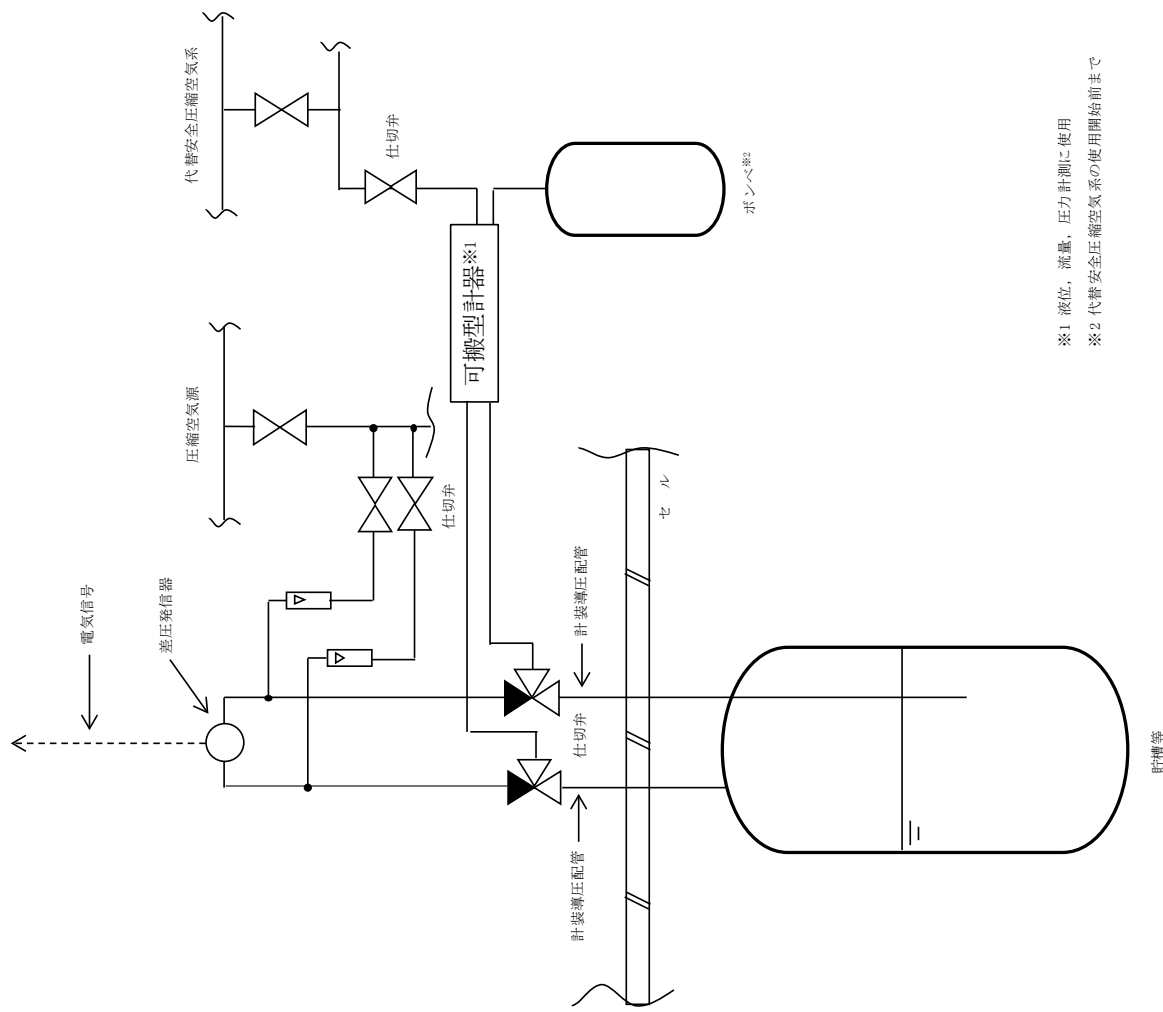 電気信号
差圧発信器
圧縮空気源
代替安全圧縮空気系
仕切弁
仕切弁
可搬型計器※1
ボンベ※2
計装導圧配管
仕切弁
計装導圧配管
セル
貯槽等
※1 液位，流量，圧力計測に使用
※2 代替安全圧縮空気系の使用開始前まで